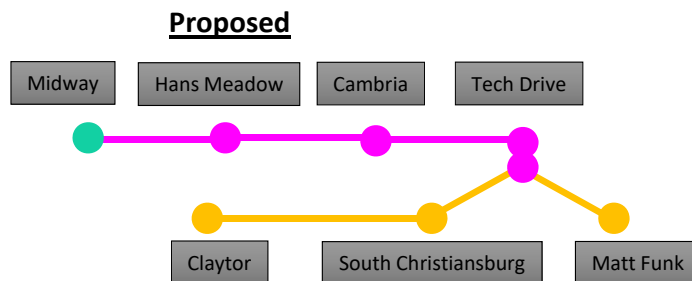 Proposed
Midway Hans Meadow Cambria Tech Drive
Claytor South Christiansburg Matt Funk